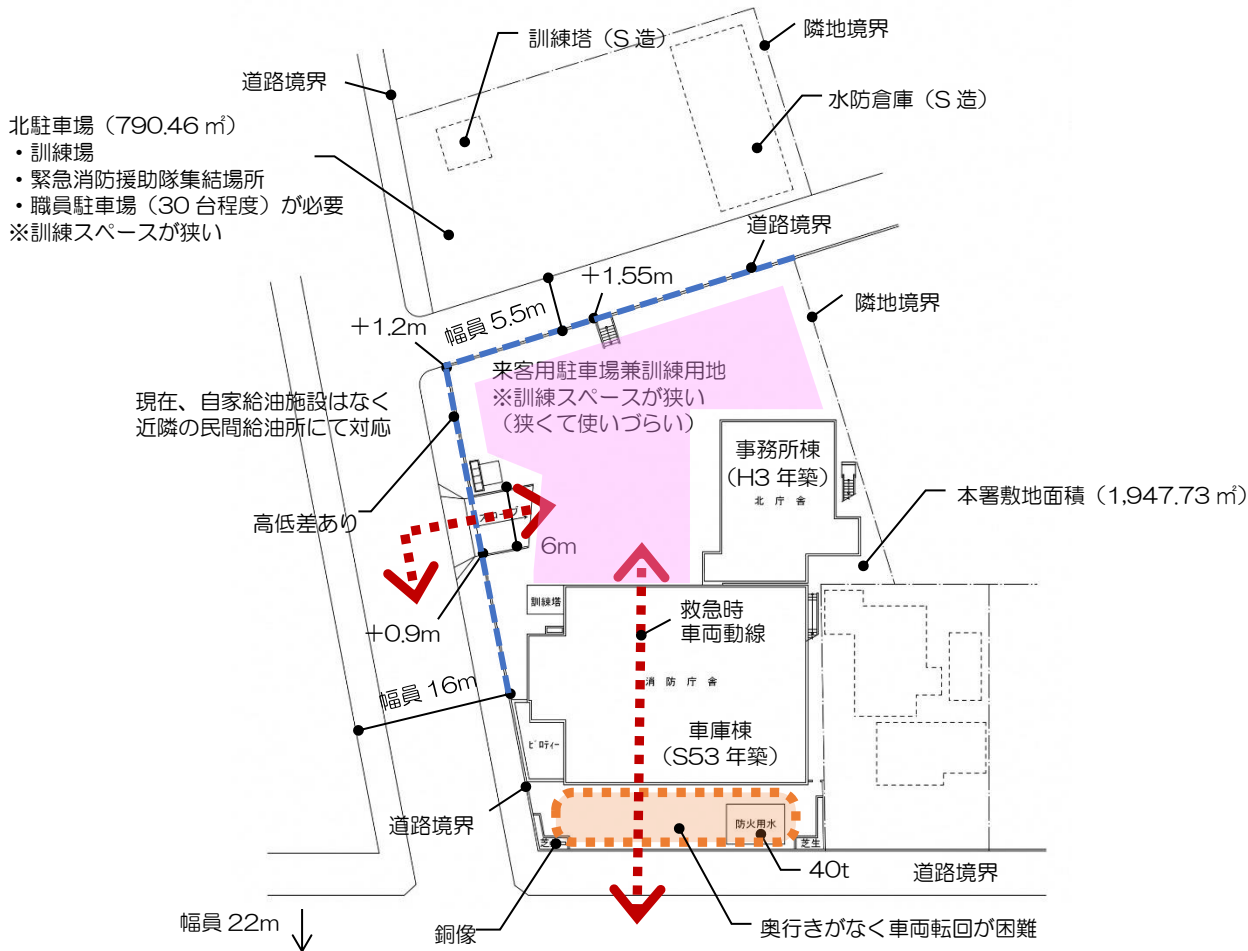 訓練塔（S 造）
隣地境界
道路境界
水防倉庫（S 造）
北駐車場（790.46 ㎡）
・訓練場
・緊急消防援助隊集結場所
・職員駐車場（30 台程度）が必要
※訓練スペースが狭い
道路境界
＋1.55m
隣地境界
幅員 5.5m
＋1.2m
来客用駐車場兼訓練用地
※訓練スペースが狭い
（狭くて使いづらい）
現在、自家給油施設はなく
近隣の民間給油所にて対応
事務所棟
（H3 年築）
北庁舎
本署敷地面積（1,947.73 ㎡）
高低差あり
スロープ
6m
訓練塔
救急時
車両動線
＋0.9m
消防庁舎
幅員 16m
車庫棟
（S53 年築）
ピロティー
道路境界
防火用水
芝生
40t
道路境界
幅員 22m
銅像
奥行きがなく車両転回が困難